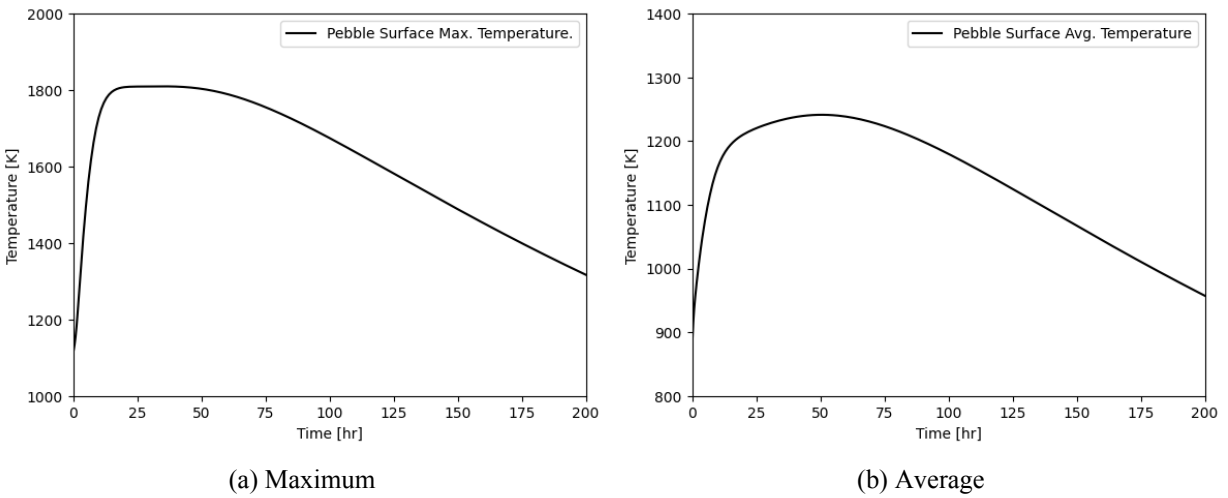 2000
1800
1600
1400
1200
1000
Temperature [K]
Pebble Surface Max. Temperature.
0 25 50 75 100 125 150 175 200
Time [hr]
(a) Maximum
1400
1300
1200
1100
1000
900
800
Temperature [K]
Pebble Surface Avg. Temperature
0 25 50 75 100 125 150 175 200
Time [hr]
(b) Average